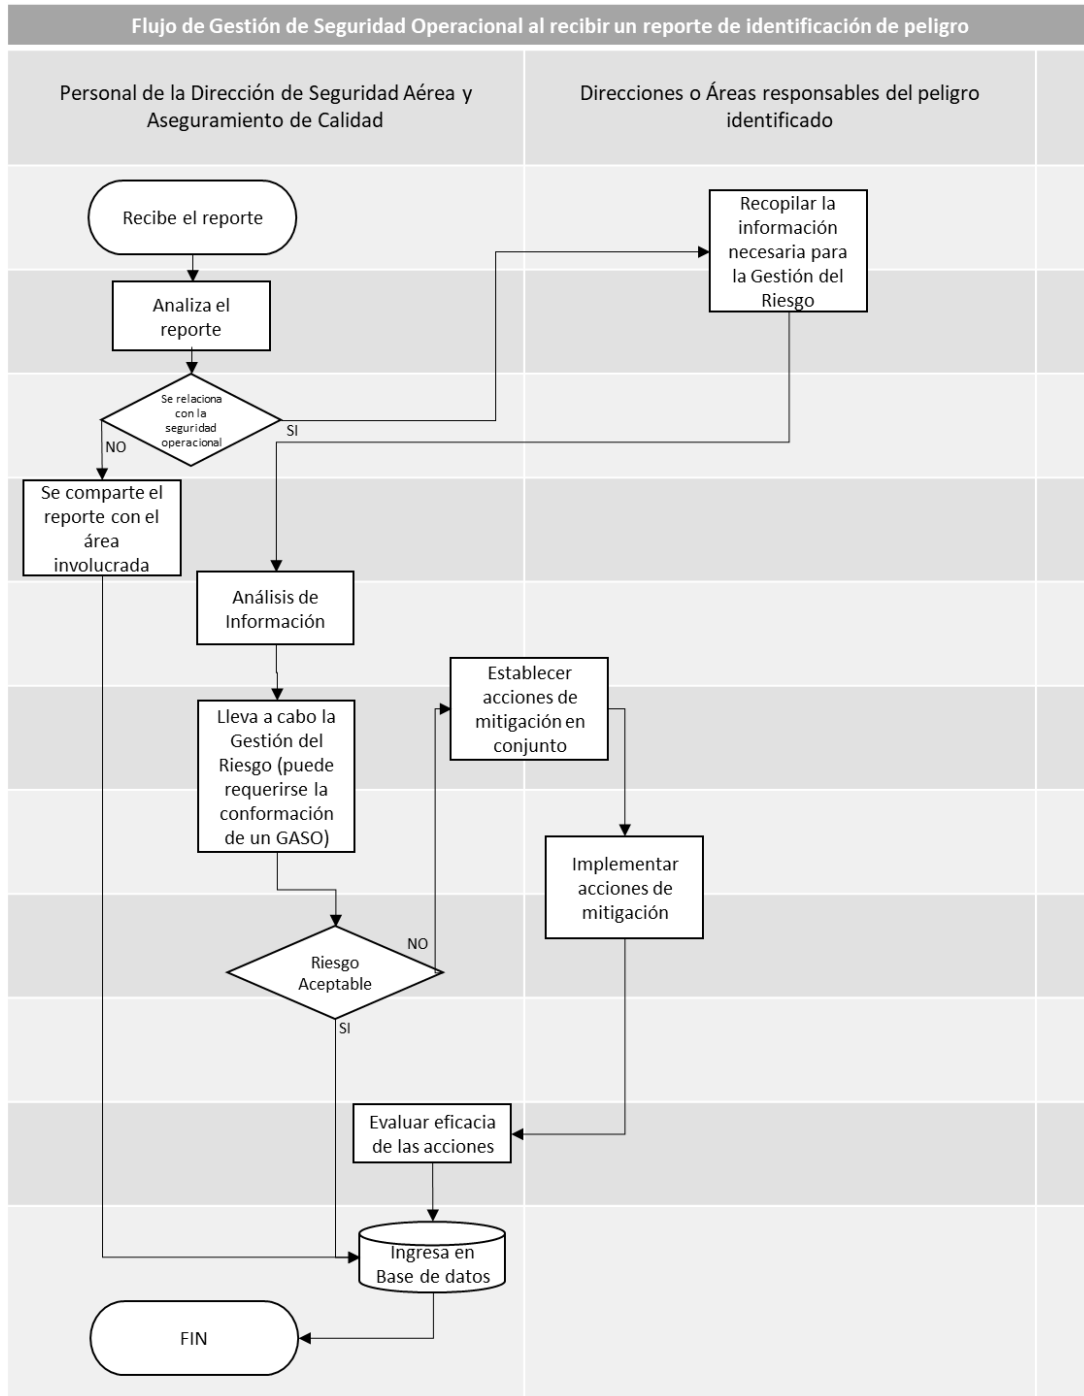 Flujo de Gestión de Seguridad Operacional al recibir un reporte de identificación de peligro
Personal de la Dirección de Seguridad Aérea y
Aseguramiento de Calidad
Direcciones o Áreas responsables del peligro
identificado
Recibe el reporte
Recopilar la
información
necesaria para
la Gestión del
Riesgo
Analiza el
reporte
Se relaciona
con la
seguridad
operacional
SI
NO
Se comparte el
reporte con el
área
involucrada
Análisis de
Información
Lleva a cabo la
Gestión del
Riesgo (puede
requerirse la
conformación
de un GASO)
Establecer
acciones de
mitigación en
conjunto
Implementar
acciones de
mitigación
NO
Riesgo
Aceptable
SI
Evaluar eficacia
de las acciones
Ingresa en
Base de datos
FIN